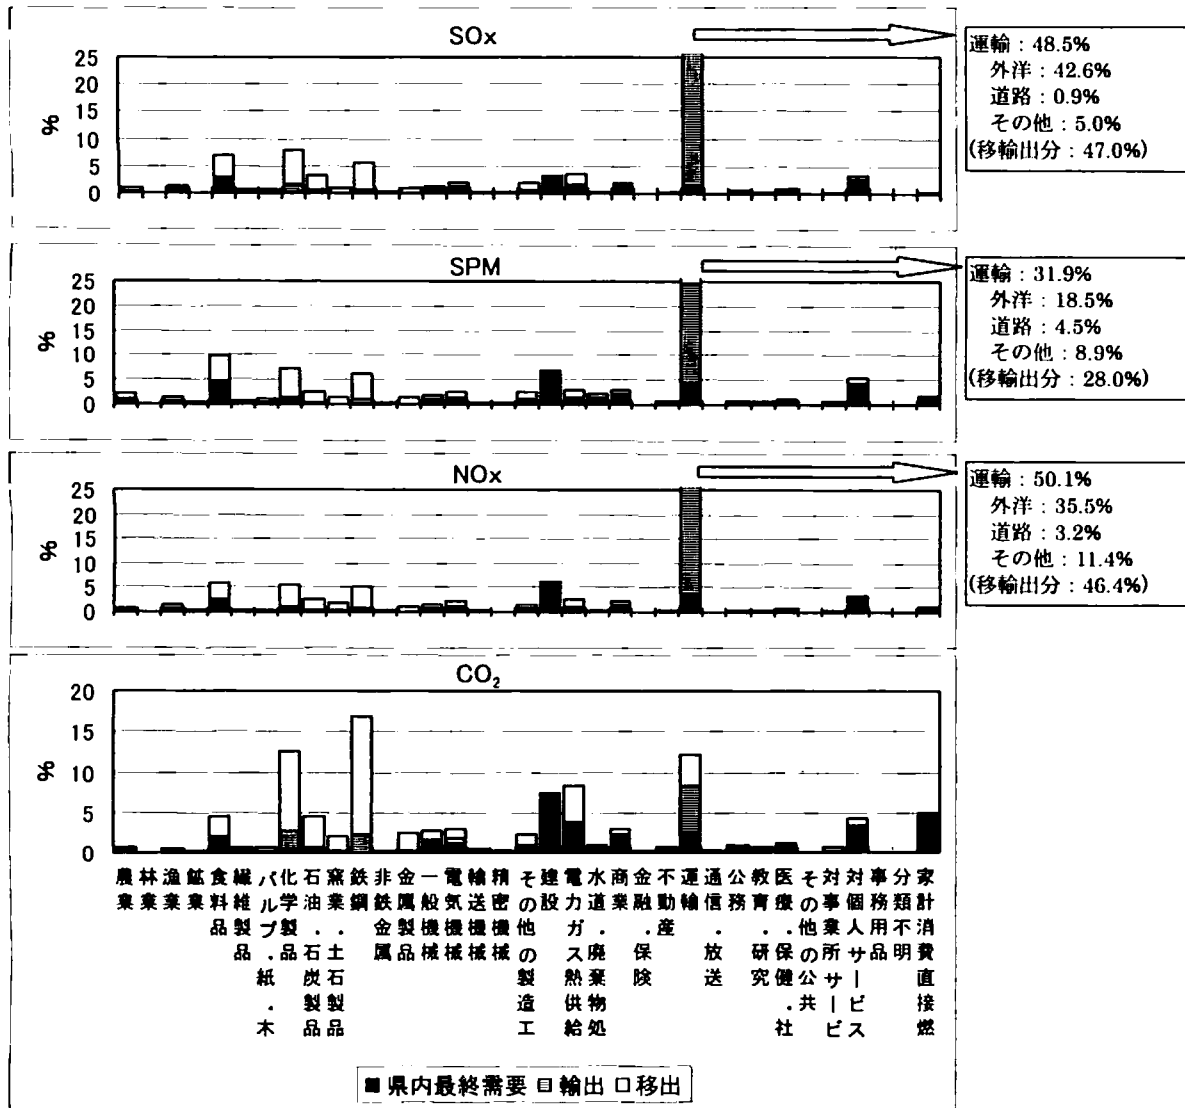 SOx
25
20
15
10
5
0
%
運輸：48.5%
外洋：42.6%
道路：0.9%
その他：5.0%
(移輸出分：47.0%)
SPM
25
20
15
10
5
0
%
運輸：31.9%
外洋：18.5%
道路：4.5%
その他：8.9%
(移輸出分：28.0%)
NOx
25
20
15
10
5
0
%
運輸：50.1%
外洋：35.5%
道路：3.2%
その他：11.4%
(移輸出分：46.4%)
CO₂
20
15
10
5
0
%
農業
林業
漁業
鉱業
食料品
繊維製品
パルプ・紙・木
化学製品
石油・石炭製品
窯業・土石製品
鉄鋼
非鉄金属
金属製品
一般機械
電気機械
輸送機械
精密機械
その他の製造工
建設
電力ガス熱供給
水道・廃棄物処
商業
金融・保険
不動産
運輸
通信・放送
公務
教育・研究
医療・保健・社
その他の公共
対事業所サービ
対個人サービス
事務用品
分類不明
家計消費直接燃
■県内最終需要 目輸出 □移出